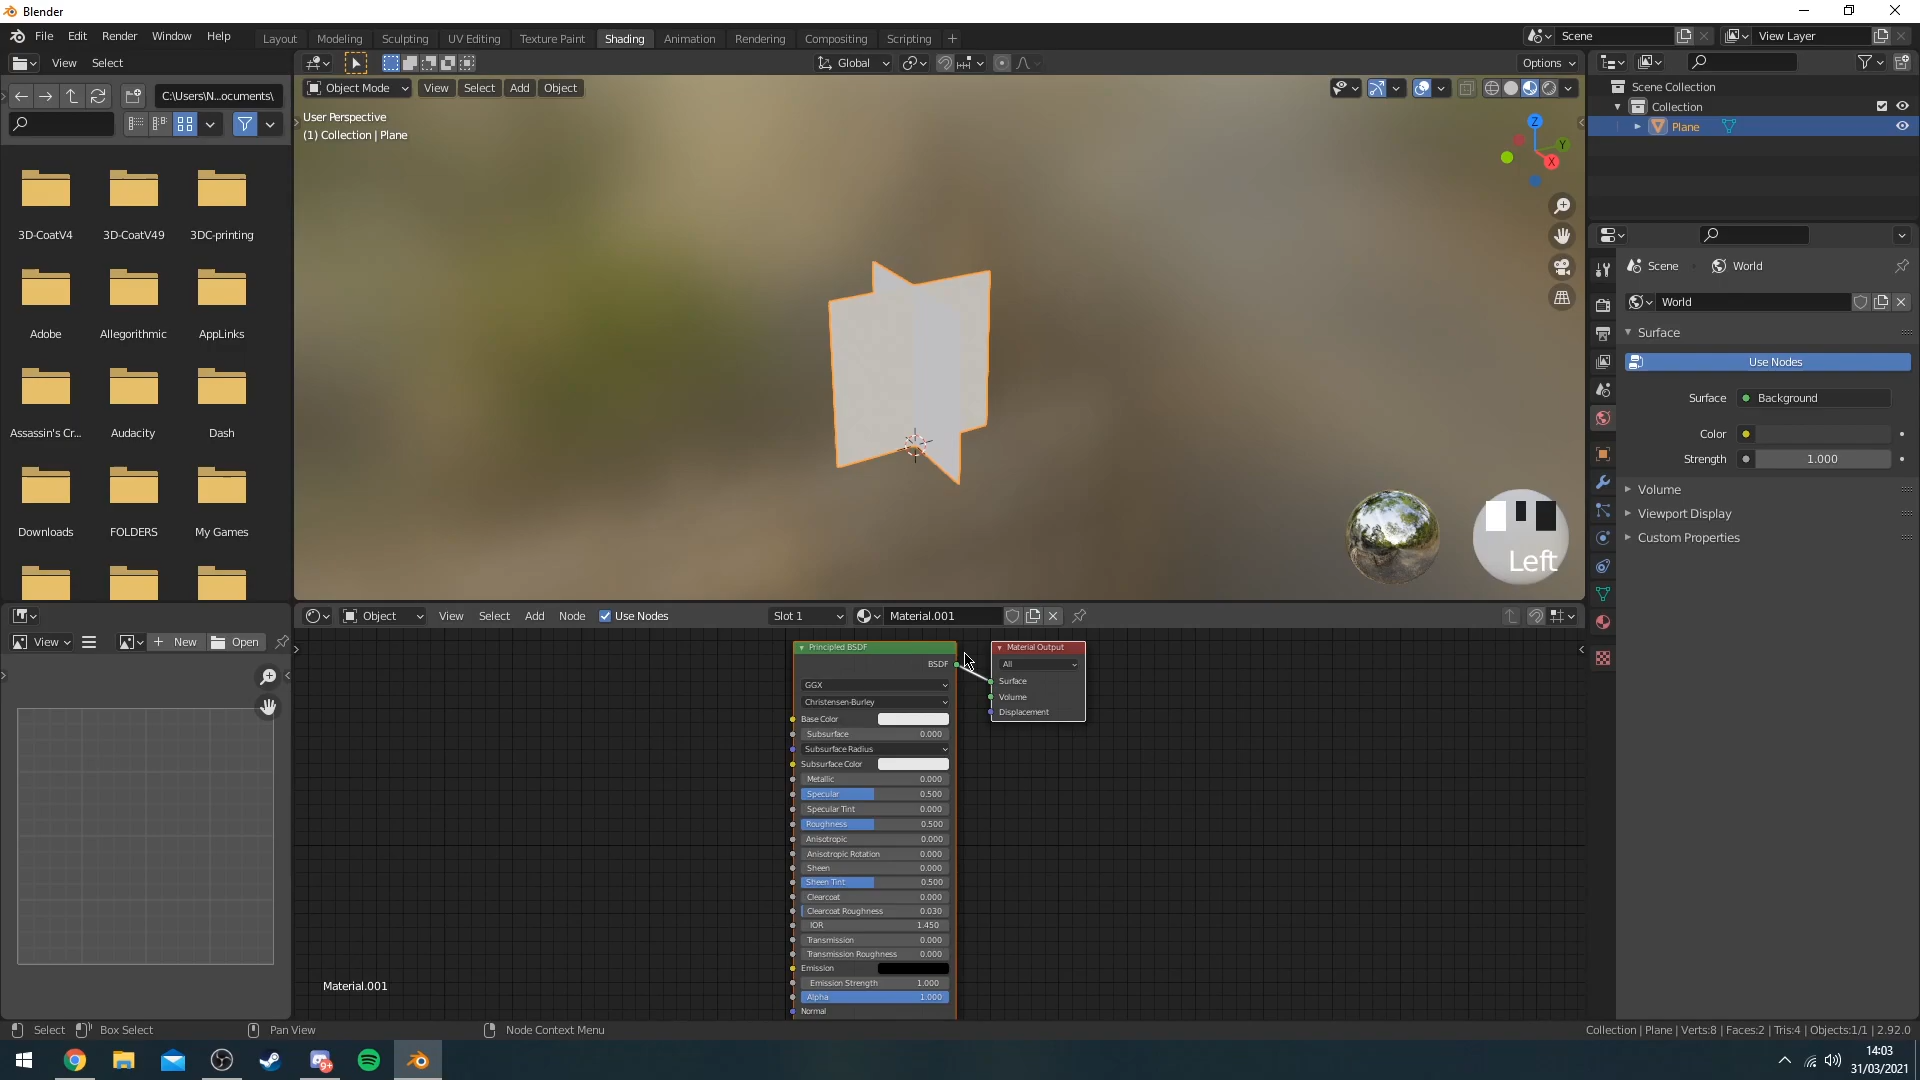 Blender
File Edit Render Window Help
Layout Modeling Sculpting UV Editing Texture Paint Shading Animation Rendering Compositing Scripting
Scene
View Layer
View Select
Global
Options
C:\Users\N...ocuments\
Object Mode View Select Add Object
User Perspective
(1) Collection | Plane
Z
Y
X
Scene Collection
Collection
Plane
3D-CoatV4 3D-CoatV49 3DC-printing
Adobe Allegorithmic AppLinks
Assassin's Cr... Audacity Dash
Downloads FOLDERS My Games
Left
Scene World
World
Surface
Use Nodes
Surface Background
Color
Strength 1.000
Volume
Viewport Display
Custom Properties
View New Open
Object View Select Add Node Use Nodes Slot 1 Material.001
Principled BSDF
BSDF
GGX
Christensen-Burley
Base Color
Subsurface 0.000
Subsurface Radius
Subsurface Color
Metallic 0.000
Specular 0.500
Specular Tint 0.000
Roughness 0.500
Anisotropic 0.000
Anisotropic Rotation 0.000
Sheen 0.000
Sheen Tint 0.500
Clearcoat 0.000
Clearcoat Roughness 0.030
IOR 1.450
Transmission 0.000
Transmission Roughness 0.000
Emission
Emission Strength 1.000
Alpha 1.000
Normal
Material Output
All
Surface
Volume
Displacement
Material.001
Select Box Select Pan View Node Context Menu
Collection | Plane | Verts:8 | Faces:2 | Tris:4 | Objects:1/1 | 2.92.0
9+
14:03
31/03/2021